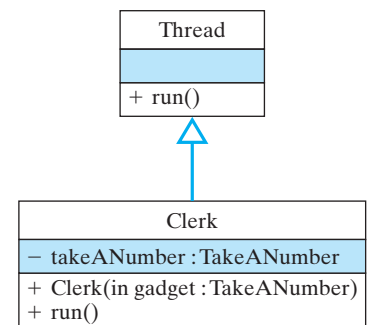 Thread
+ run()
Clerk
− takeANumber : TakeANumber
+ Clerk(in gadget : TakeANumber)
+ run()